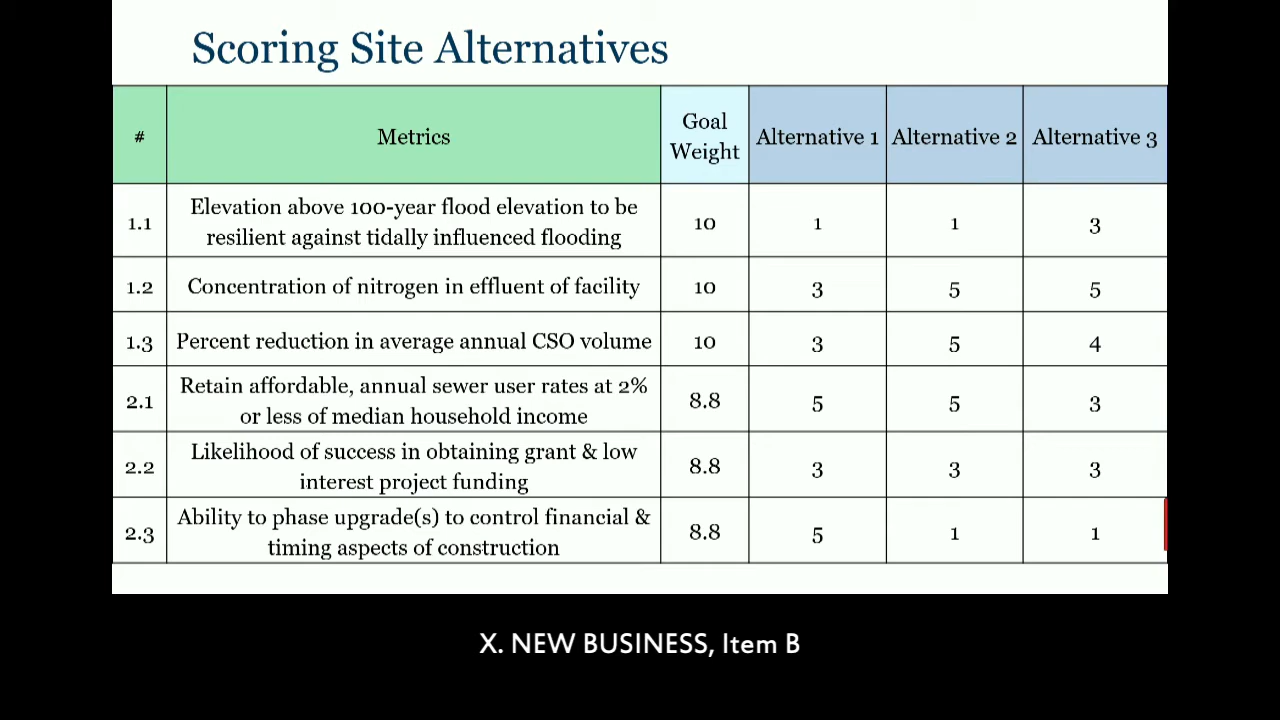 Scoring Site Alternatives
# Metrics Goal Weight Alternative 1 Alternative 2 Alternative 3
1.1 Elevation above 100-year flood elevation to be resilient against tidally influenced flooding 10 1 1 3
1.2 Concentration of nitrogen in effluent of facility 10 3 5 5
1.3 Percent reduction in average annual CSO volume 10 3 5 4
2.1 Retain affordable, annual sewer user rates at 2% or less of median household income 8.8 5 5 3
2.2 Likelihood of success in obtaining grant & low interest project funding 8.8 3 3 3
2.3 Ability to phase upgrade(s) to control financial & timing aspects of construction 8.8 5 1 1
X. NEW BUSINESS, Item B